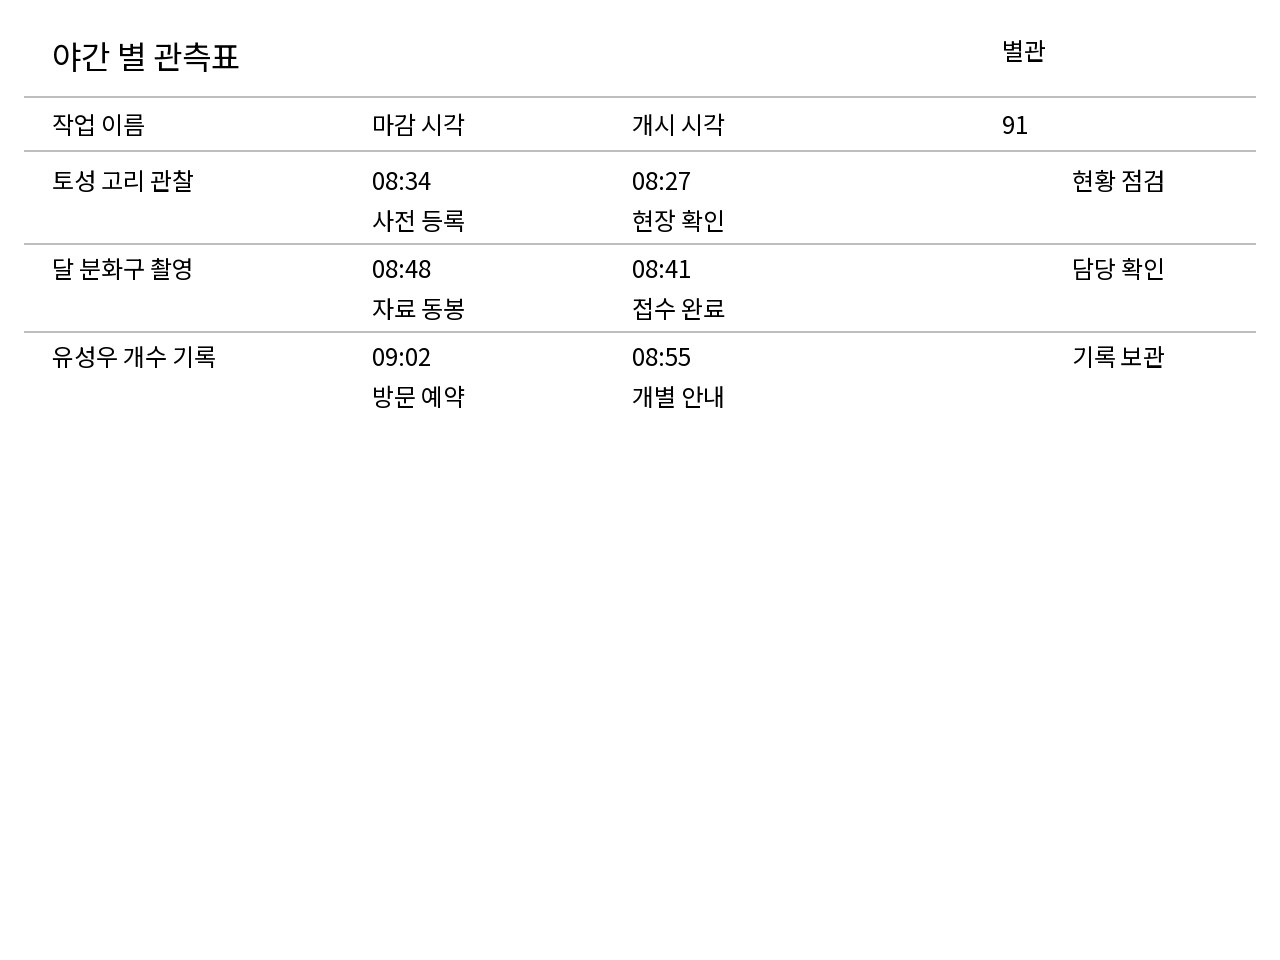 야간 별 관측표 별관
작업 이름 마감 시각 개시 시각 91
토성 고리 관찰 08:34 08:27 현황 점검
사전 등록 현장 확인
달 분화구 촬영 08:48 08:41 담당 확인
자료 동봉 접수 완료
유성우 개수 기록 09:02 08:55 기록 보관
방문 예약 개별 안내